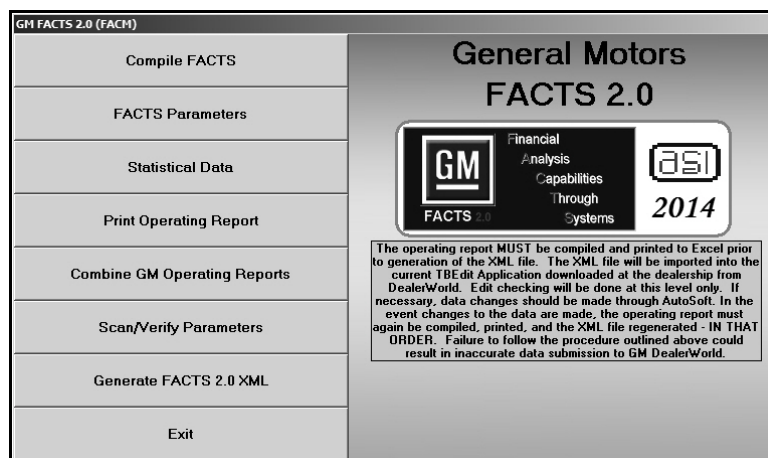 GM FACTS 2.0 (FACM)
Compile FACTS
FACTS Parameters
Statistical Data
Print Operating Report
Combine GM Operating Reports
Scan/Verify Parameters
Generate FACTS 2.0 XML
Exit
General Motors
FACTS 2.0
GM
FACTS 2.0
Financial
Analysis
Capabilities
Through
Systems
asi
2014
The operating report MUST be compiled and printed to Excel prior
to generation of the XML file. The XML file will be imported into the
current TBEdit Application downloaded at the dealership from
DealerWorld. Edit checking will be done at this level only. If
necessary, data changes should be made through AutoSoft. In the
event changes to the data are made, the operating report must
again be compiled, printed, and the XML file regenerated - IN THAT
ORDER. Failure to follow the procedure outlined above could
result in inaccurate data submission to GM DealerWorld.